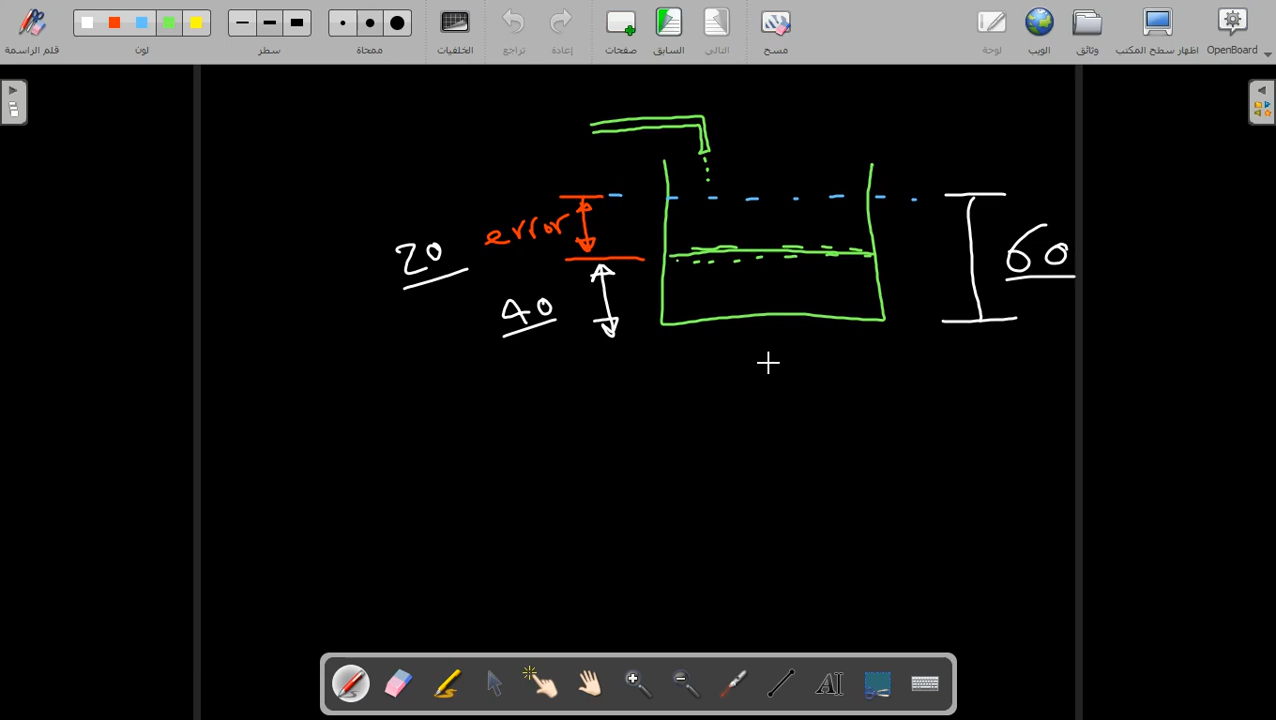 قلم الراسمة
لون
سطر
ممحاة
الخلفيات
تراجع
إعادة
صفحات
السابق
التالي
مسح
لوحة
الويب
وثائق
اظهار سطح المكتب
OpenBoard
error
20
40
60
AI